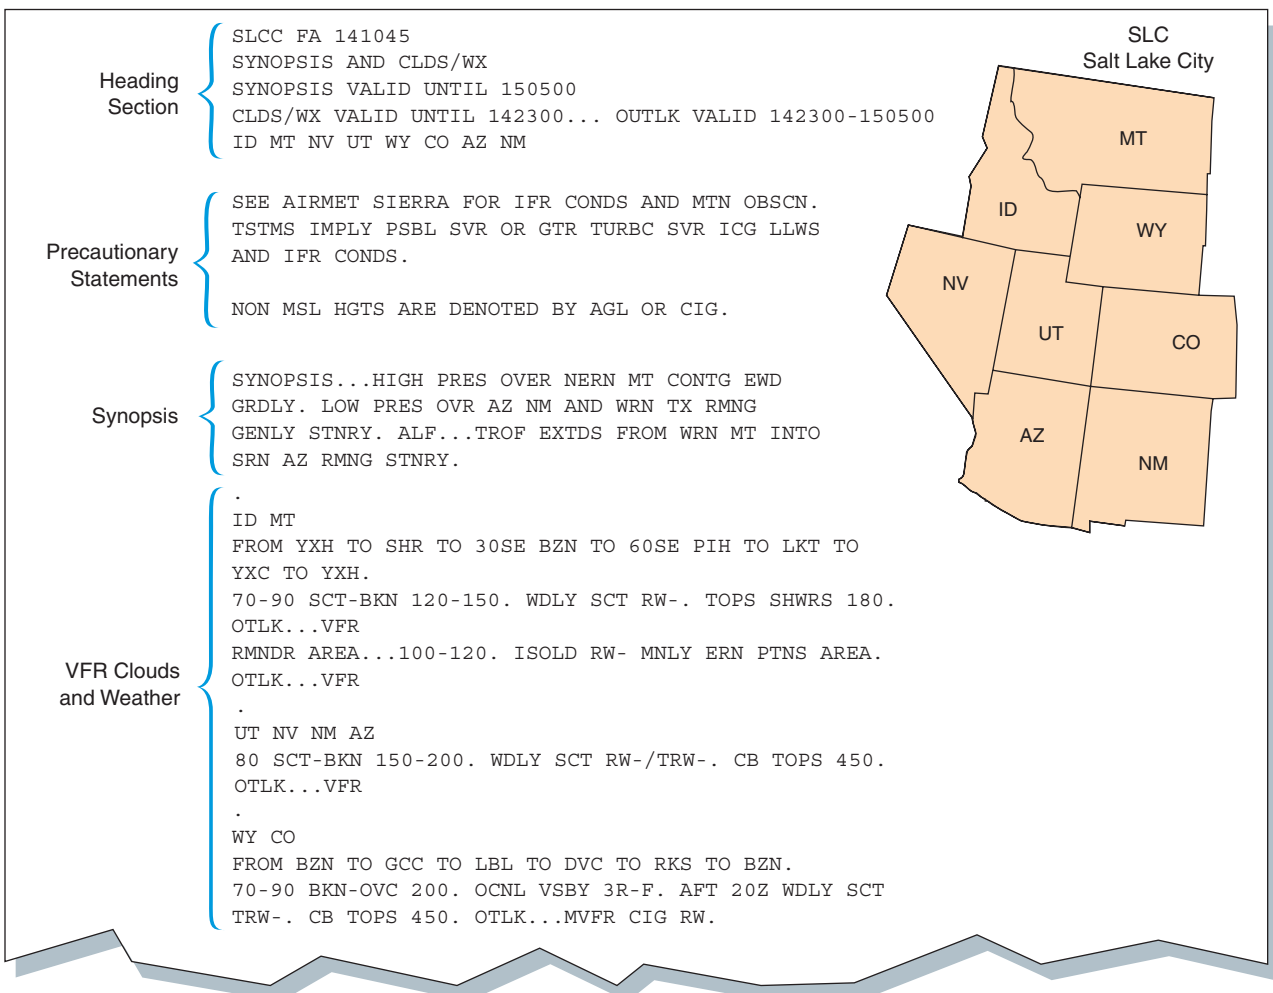 Heading
Section
SLCC FA 141045
SYNOPSIS AND CLDS/WX
SYNOPSIS VALID UNTIL 150500
CLDS/WX VALID UNTIL 142300... OUTLK VALID 142300-150500
ID MT NV UT WY CO AZ NM
Precautionary
Statements
SEE AIRMET SIERRA FOR IFR CONDS AND MTN OBSCN.
TSTMS IMPLY PSBL SVR OR GTR TURBC SVR ICG LLWS
AND IFR CONDS.
NON MSL HGTS ARE DENOTED BY AGL OR CIG.
Synopsis
SYNOPSIS...HIGH PRES OVER NERN MT CONTG EWD
GRDLY. LOW PRES OVR AZ NM AND WRN TX RMNG
GENLY STNRY. ALF...TROF EXTDS FROM WRN MT INTO
SRN AZ RMNG STNRY.
VFR Clouds
and Weather
.
ID MT
FROM YXH TO SHR TO 30SE BZN TO 60SE PIH TO LKT TO
YXC TO YXH.
70-90 SCT-BKN 120-150. WDLY SCT RW-. TOPS SHWRS 180.
OTLK...VFR
RMNDR AREA...100-120. ISOLD RW- MNLY ERN PTNS AREA.
OTLK...VFR
.
UT NV NM AZ
80 SCT-BKN 150-200. WDLY SCT RW-/TRW-. CB TOPS 450.
OTLK...VFR
.
WY CO
FROM BZN TO GCC TO LBL TO DVC TO RKS TO BZN.
70-90 BKN-OVC 200. OCNL VSBY 3R-F. AFT 20Z WDLY SCT
TRW-. CB TOPS 450. OTLK...MVFR CIG RW.
SLC
Salt Lake City
MT
ID
WY
NV
UT
CO
AZ
NM